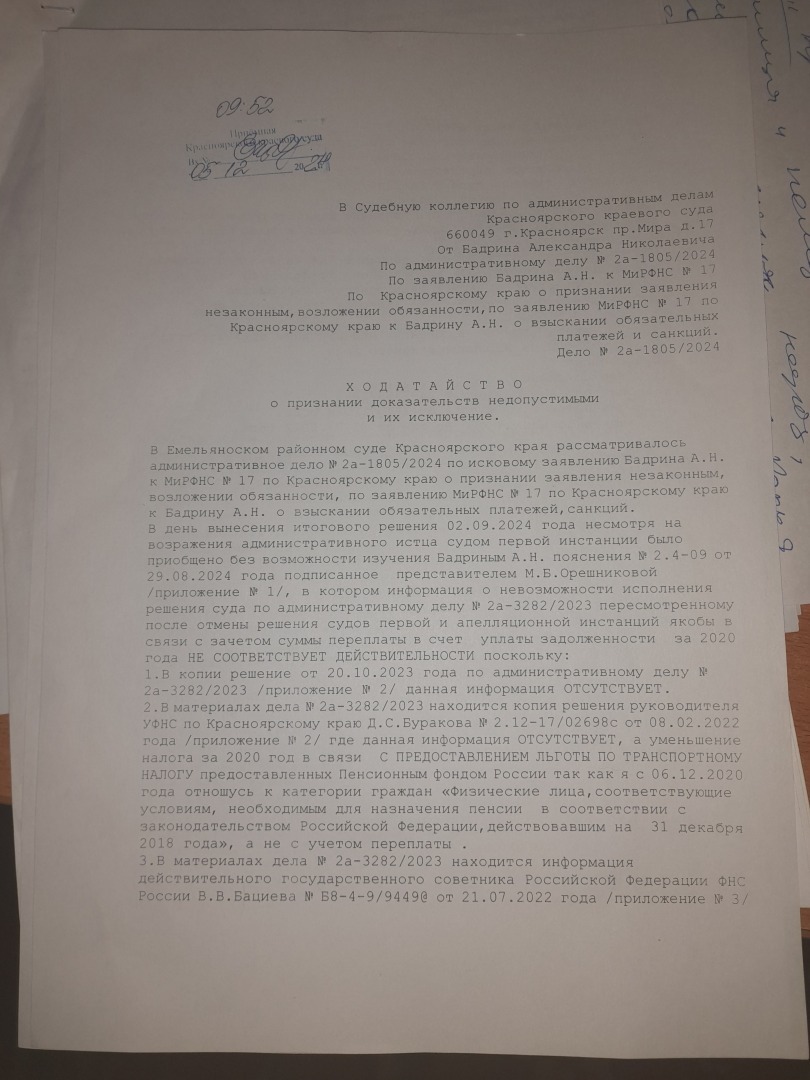 09:52
Приёмная
Красноярского краевого суда
05 12 20
В Судебную коллегию по административным делам
Красноярского краевого суда
660049 г.Красноярск пр.Мира д.17
От Бадрина Александра Николаевича
По административному делу № 2а-1805/2024
По заявлению Бадрина А.Н. к МиРФНС № 17
По Красноярскому краю о признании заявления
незаконным,возложении обязанности,по заявлению МиРФНС № 17 по
Красноярскому краю к Бадрину А.Н. о взыскании обязательных
платежей и санкций.
Дело № 2а-1805/2024
Х О Д А Т А Й С Т В О
о признании доказательств недопустимыми
и их исключение.
В Емельяноском районном суде Красноярского края рассматривалось
административное дело № 2а-1805/2024 по исковому заявлению Бадрина А.Н.
к МиРФНС № 17 по Красноярскому краю о признании заявления незаконным,
возложении обязанности, по заявлению МиРФНС № 17 по Красноярскому краю
к Бадрину А.Н. о взыскании обязательных платежей,санкций.
В день вынесения итогового решения 02.09.2024 года несмотря на
возражения административного истца судом первой инстанции было
приобщено без возможности изучения Бадриным А.Н. пояснения № 2.4-09 от
29.08.2024 года подписанное представителем М.Б.Орешниковой
/приложение № 1/, в котором информация о невозможности исполнения
решения суда по административному делу № 2а-3282/2023 пересмотренному
после отмены решения судов первой и апелляционной инстанций якобы в
связи с зачетом суммы переплаты в счет уплаты задолженности за 2020
года НЕ СООТВЕТСТВУЕТ ДЕЙСТВИТЕЛЬНОСТИ поскольку:
1.В копии решение от 20.10.2023 года по административному делу №
2а-3282/2023 /приложение № 2/ данная информация ОТСУТСТВУЕТ.
2.В материалах дела № 2а-3282/2023 находится копия решения руководителя
УФНС по Красноярскому краю Д.С.Буракова № 2.12-17/02698с от 08.02.2022
года /приложение № 2/ где данная информация ОТСУТСТВУЕТ, а уменьшение
налога за 2020 год в связи С ПРЕДОСТАВЛЕНИЕМ ЛЬГОТЫ ПО ТРАНСПОРТНОМУ
НАЛОГУ предоставленных Пенсионным фондом России так как я с 06.12.2020
года отношусь к категории граждан «Физические лица,соответствующие
условиям, необходимым для назначения пенсии в соответствии с
законодательством Российской Федерации,действовавшим на 31 декабря
2018 года», а не с учетом переплаты .
3.В материалах дела № 2а-3282/2023 находится информация
действительного государственного советника Российской Федерации ФНС
России В.В.Бациева № Б8-4-9/9449@ от 21.07.2022 года /приложение № 3/